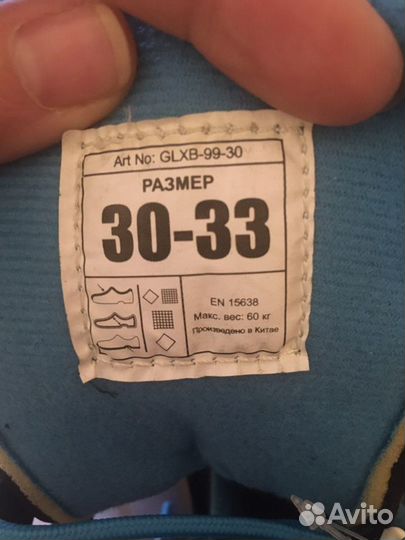 Art No: GLXB-99-30
РАЗМЕР
30-33
EN 15638
Макс. вес: 60 кг
Произведено в Китае
Avito